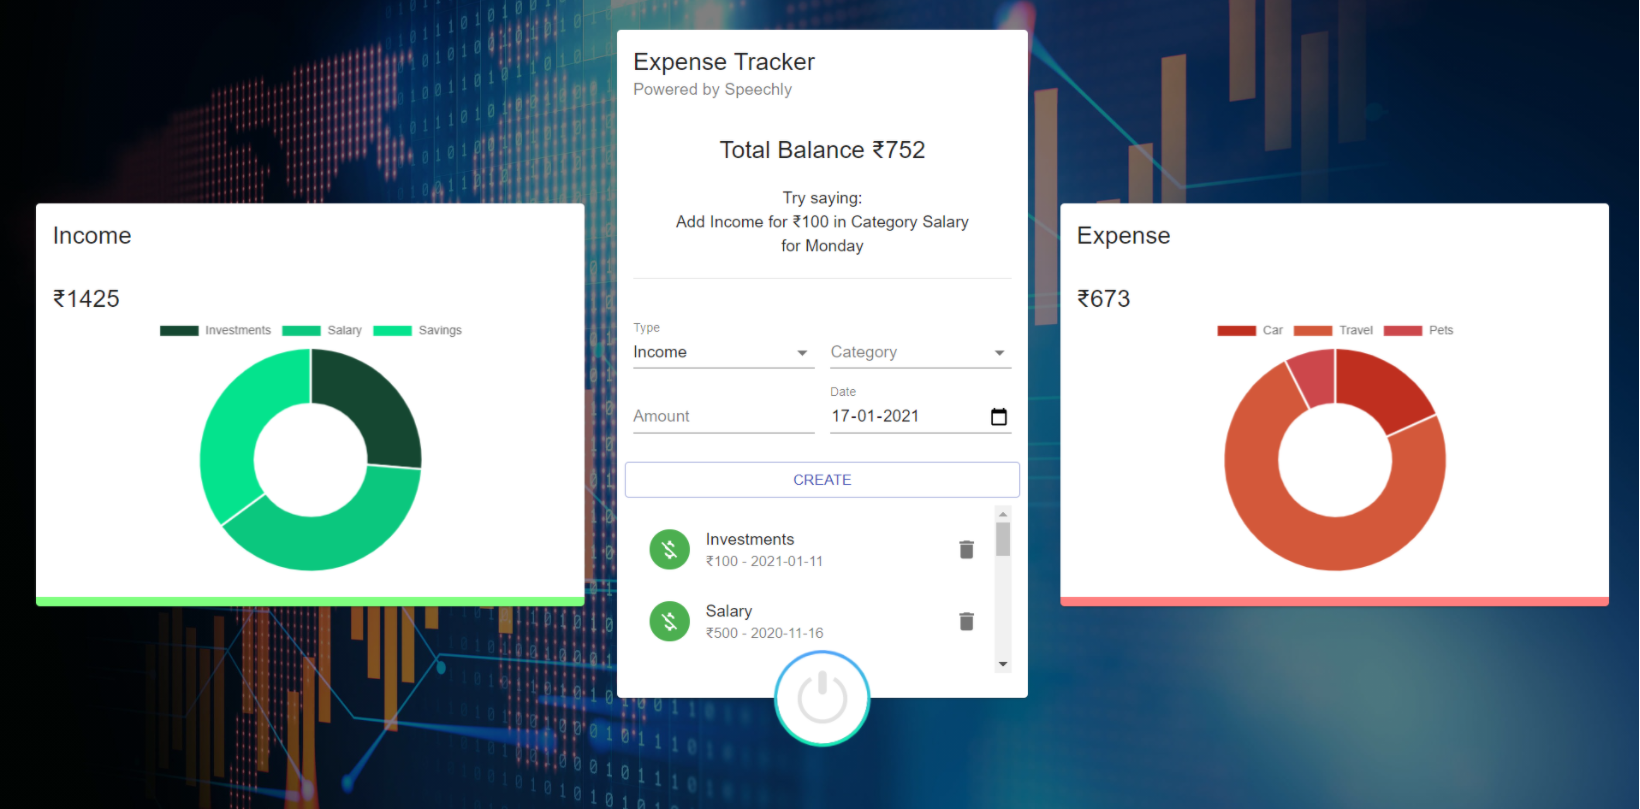 Expense Tracker
Powered by Speechly
Total Balance ₹752
Try saying:
Add Income for ₹100 in Category Salary
for Monday
Income
₹1425
Investments Salary Savings
Type
Income
Category
Amount
Date
17-01-2021
CREATE
Investments
₹100 - 2021-01-11
Salary
₹500 - 2020-11-16
Expense
₹673
Car Travel Pets